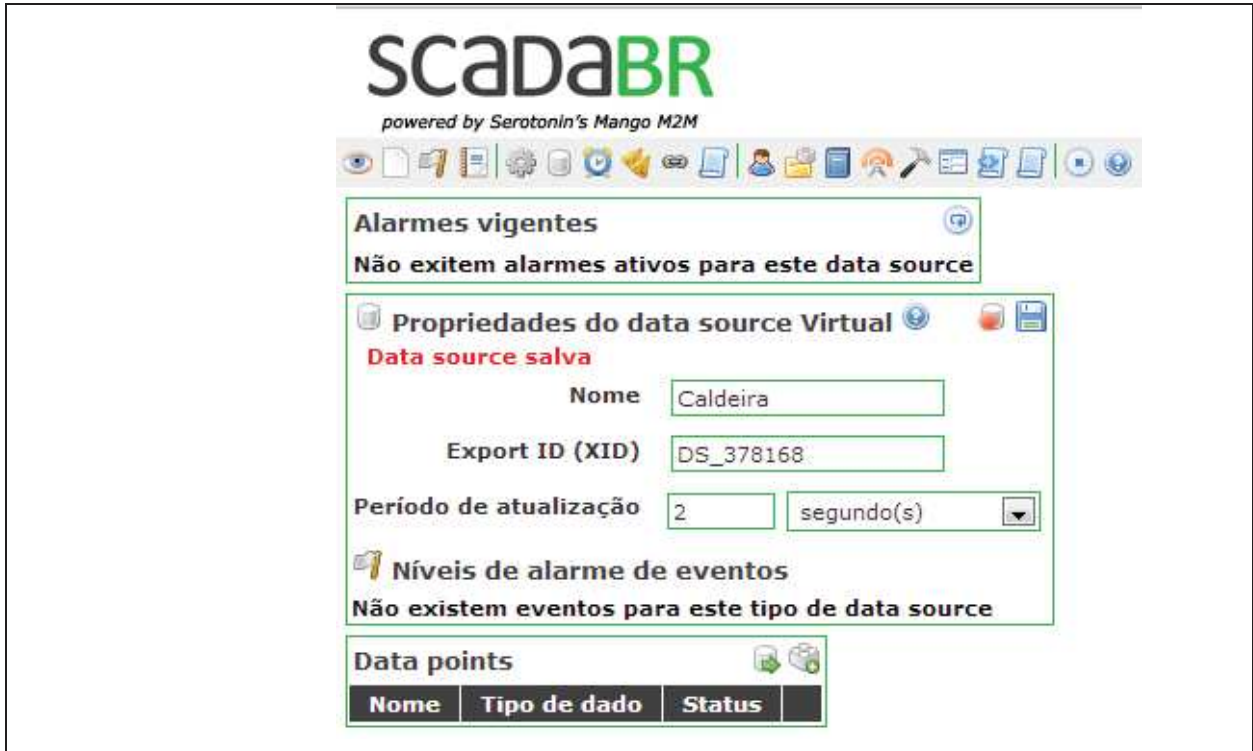 scadaBR
powered by Serotonin's Mango M2M
Alarmes vigentes
Não exitem alarmes ativos para este data source
Propriedades do data source Virtual
Data source salva
Nome Caldeira
Export ID (XID) DS_378168
Período de atualização 2 segundo(s)
Níveis de alarme de eventos
Não existem eventos para este tipo de data source
Data points
Nome Tipo de dado Status